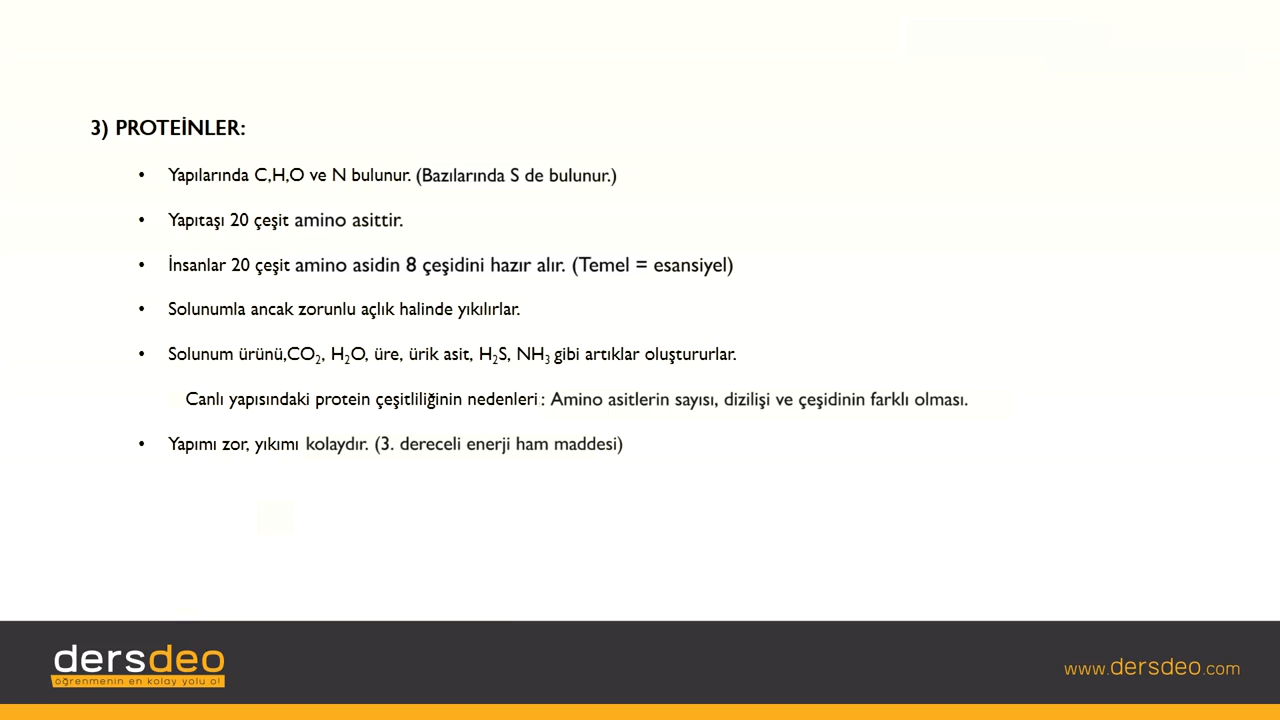 3) PROTEİNLER:
• Yapılarında C,H,O ve N bulunur. (Bazılarında S de bulunur.)
• Yapıtaşı 20 çeşit amino asittir.
• İnsanlar 20 çeşit amino asidin 8 çeşidini hazır alır. (Temel = esansiyel)
• Solunumla ancak zorunlu açlık halinde yıkılırlar.
• Solunum ürünü,CO₂, H₂O, üre, ürik asit, H₂S, NH₃ gibi artıklar oluştururlar.
Canlı yapısındaki protein çeşitliliğinin nedenleri : Amino asitlerin sayısı, dizilişi ve çeşidinin farklı olması.
• Yapımı zor, yıkımı kolaydır. (3. dereceli enerji ham maddesi)
dersdeo
öğrenmenin en kolay yolu o!
www.dersdeo.com